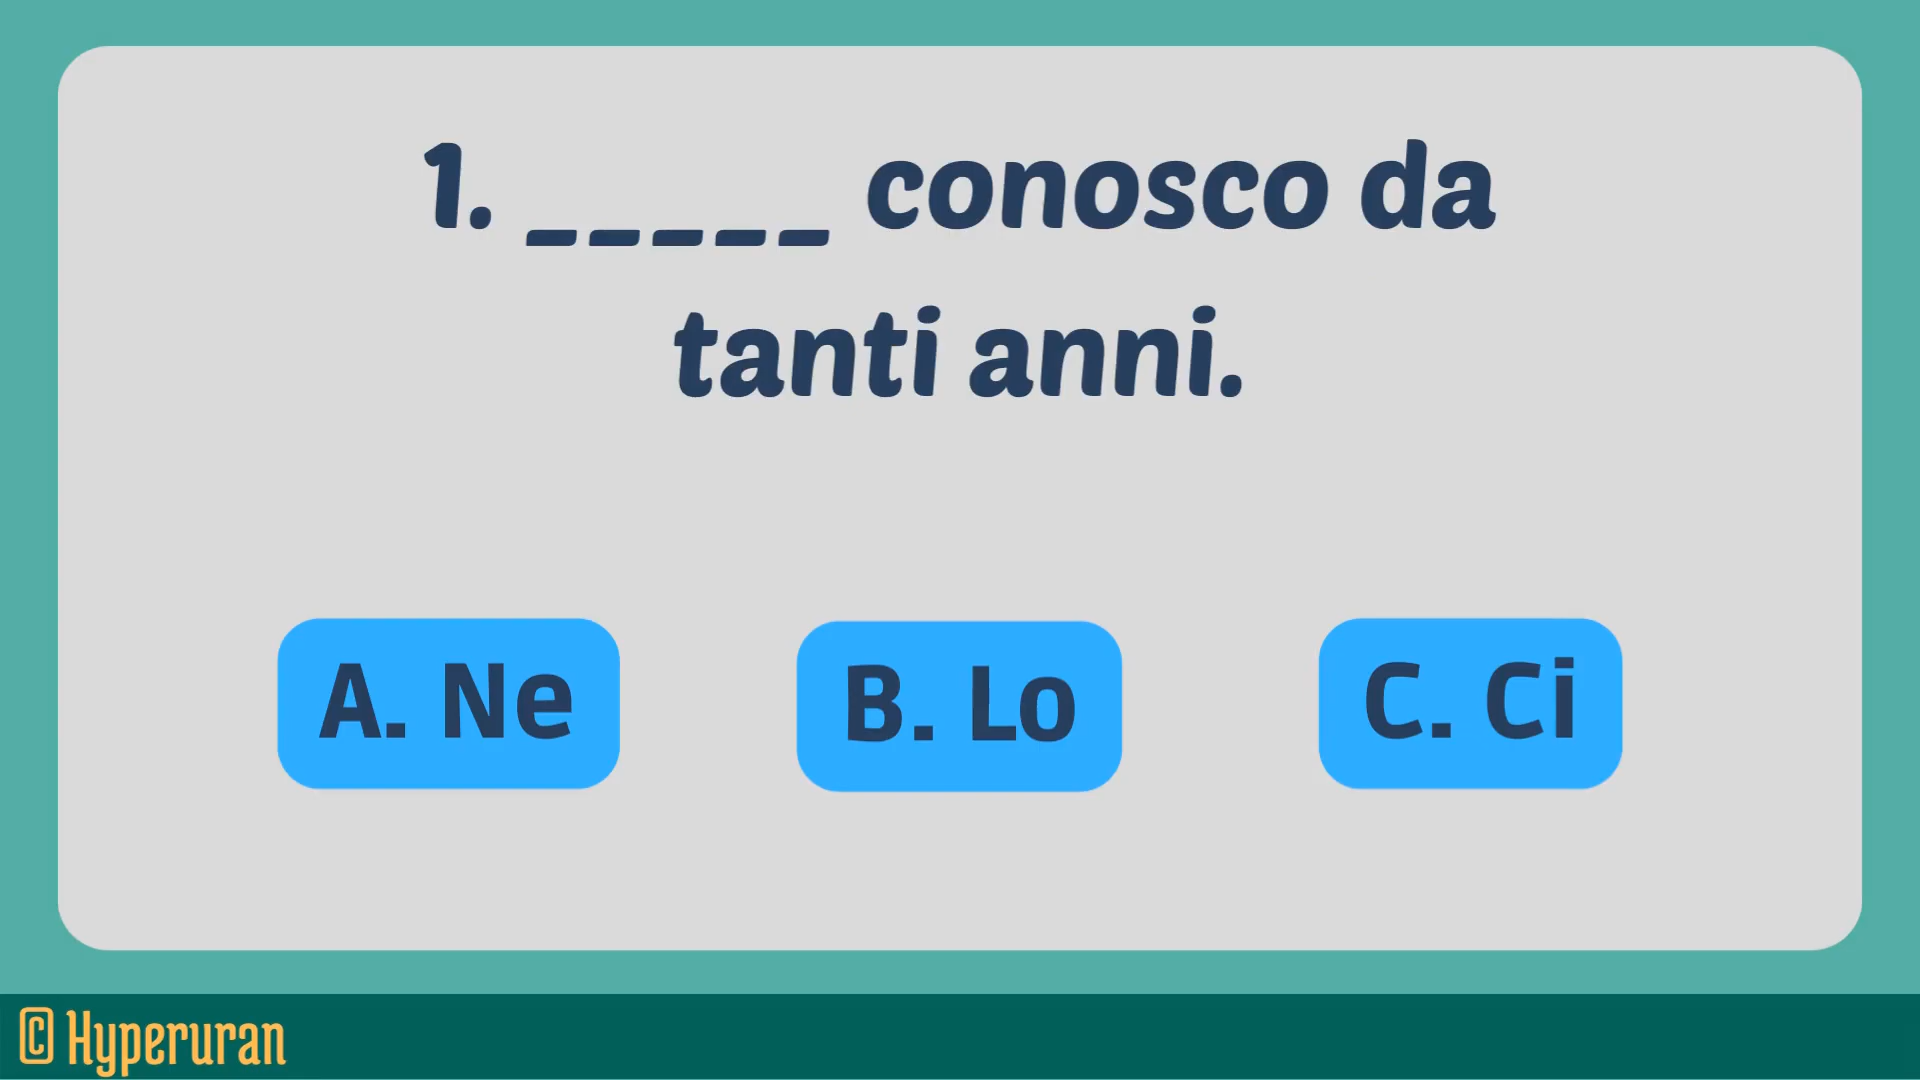 1. _____ conosco da
tanti anni.
A. Ne
B. Lo
C. Ci
© Hyperuran